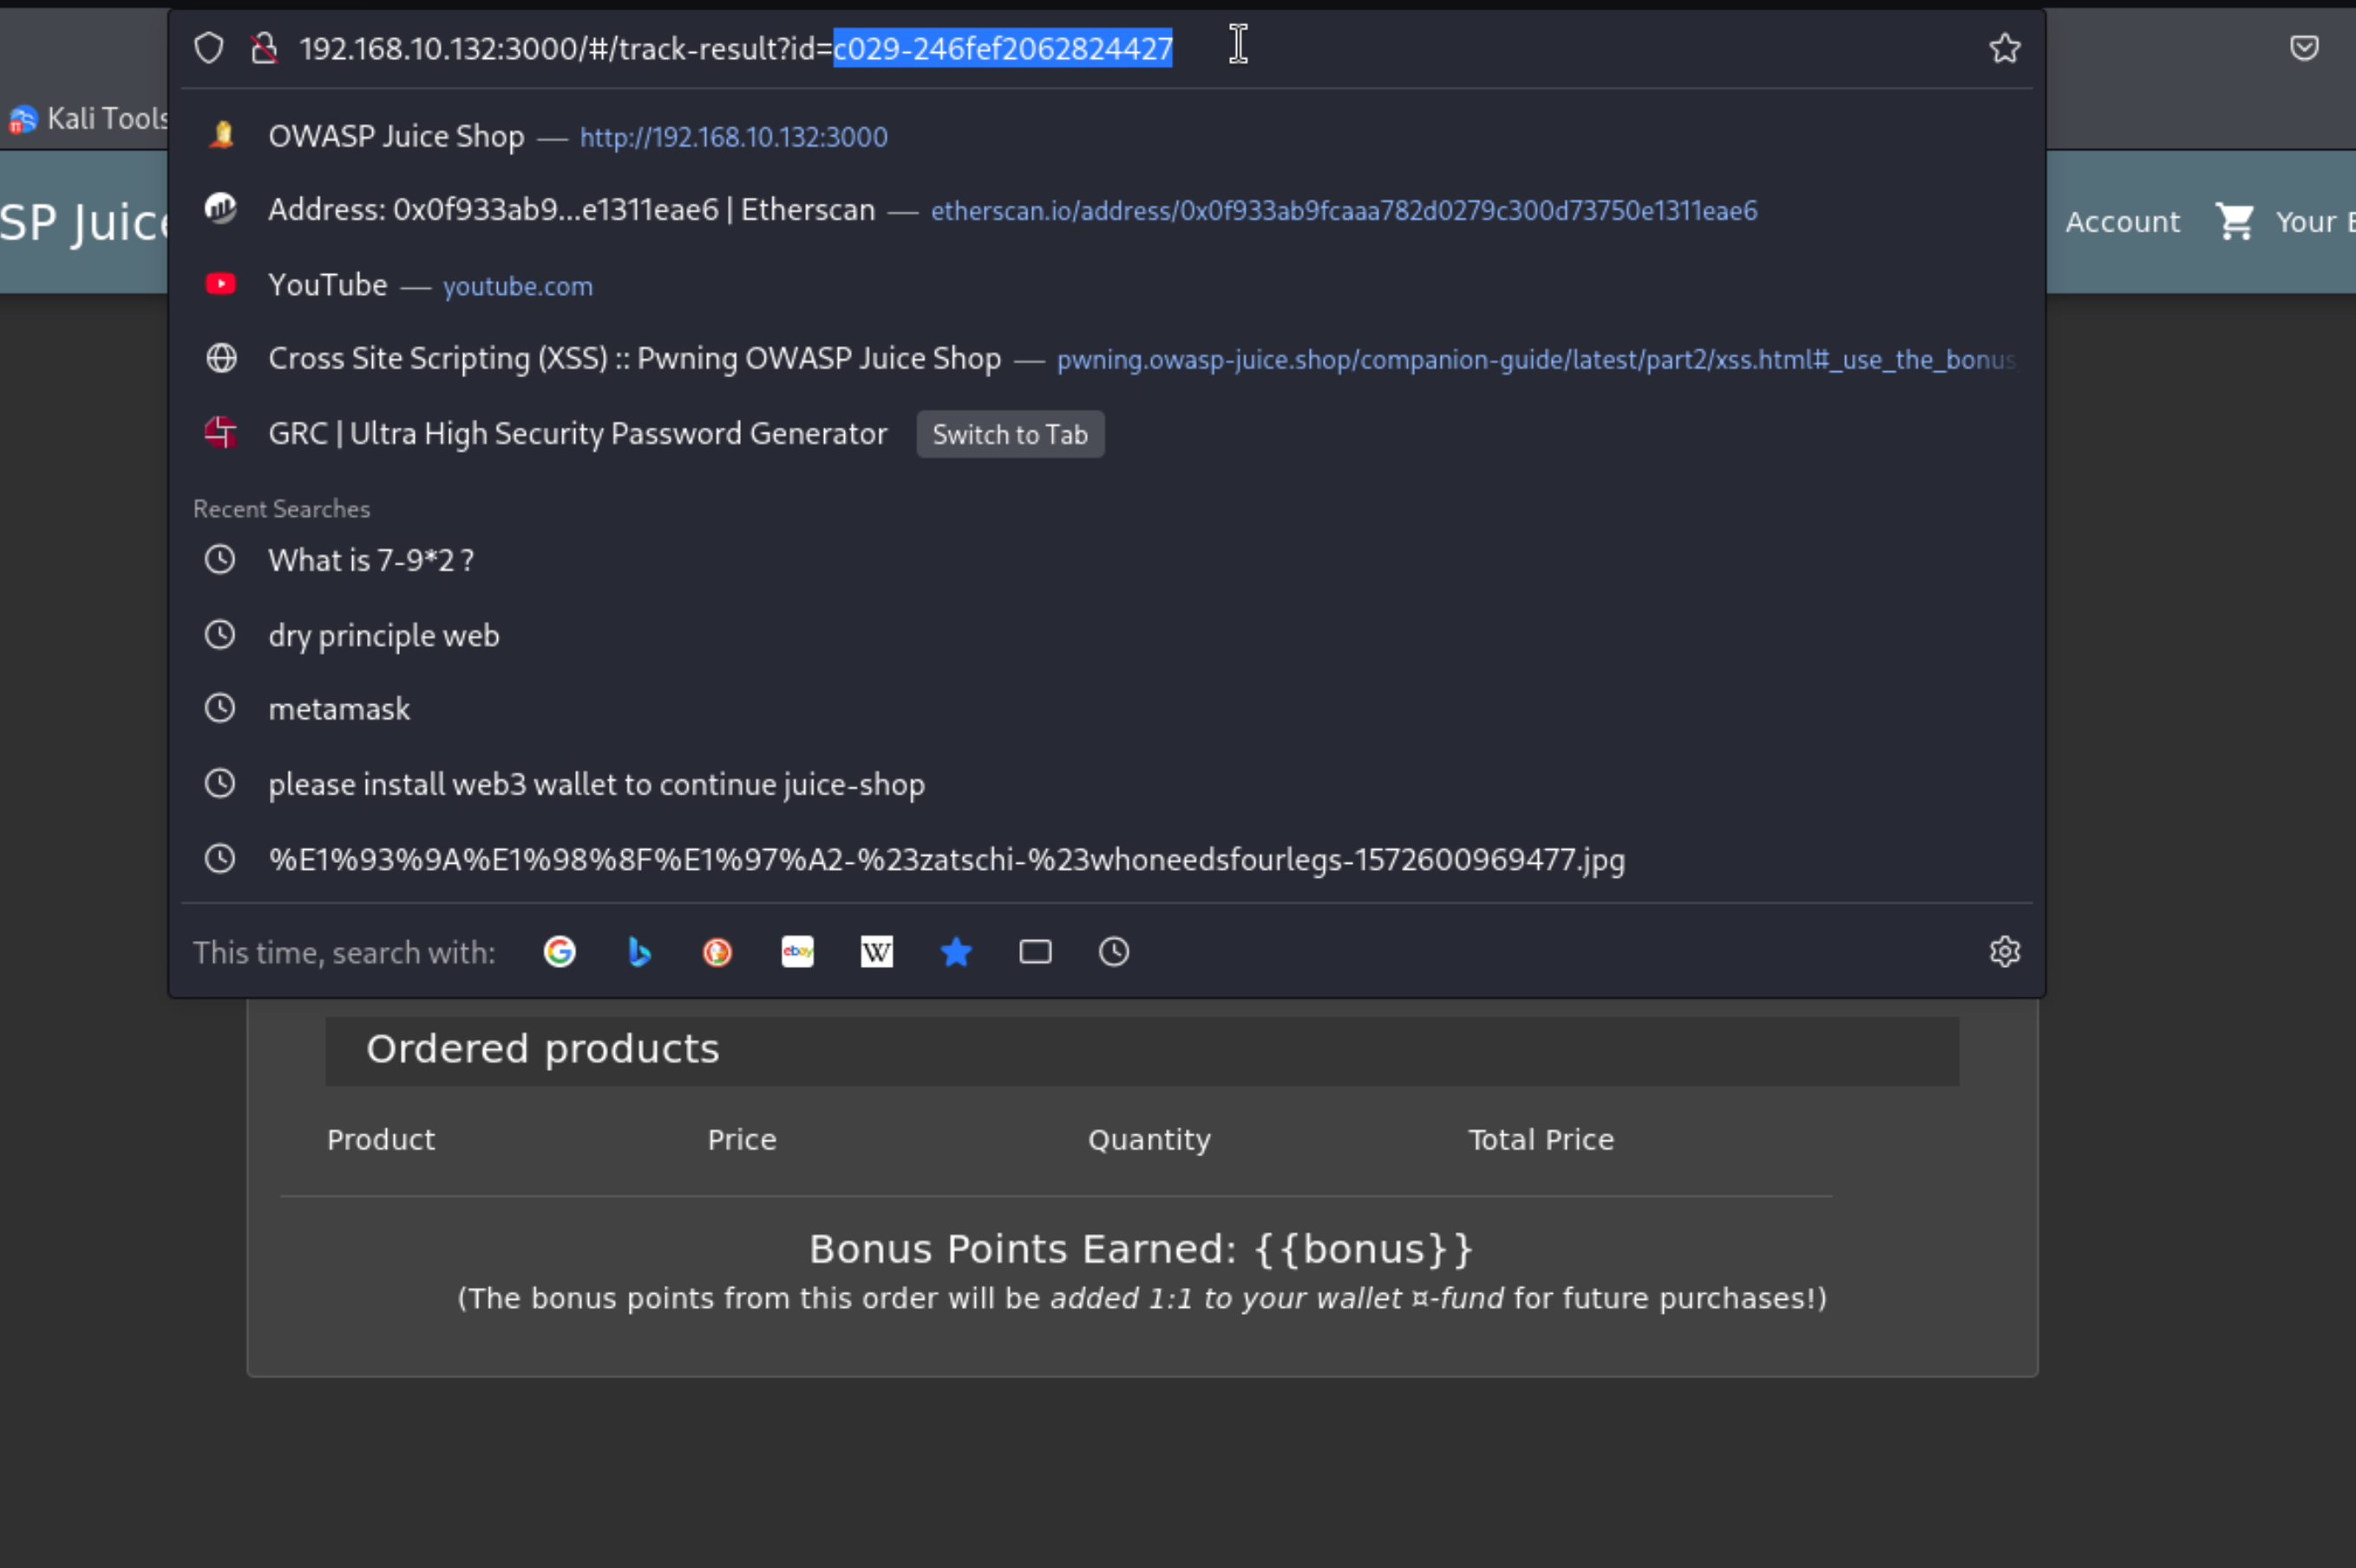 192.168.10.132:3000/#/track-result?id=c029-246fef2062824427
Kali Tools
OWASP Juice Shop — http://192.168.10.132:3000
SP Juice
Account
Your B
Address: 0x0f933ab9...e1311eae6 | Etherscan — etherscan.io/address/0x0f933ab9fcaaa782d0279c300d73750e1311eae6
YouTube — youtube.com
Cross Site Scripting (XSS) :: Pwning OWASP Juice Shop — pwning.owasp-juice.shop/companion-guide/latest/part2/xss.html#_use_the_bonus
GRC | Ultra High Security Password Generator Switch to Tab
Recent Searches
What is 7-9*2 ?
dry principle web
metamask
please install web3 wallet to continue juice-shop
%E1%93%9A%E1%98%8F%E1%97%A2-%23zatschi-%23whoneedsfourlegs-1572600969477.jpg
This time, search with: G b ebay W
Ordered products
Product Price Quantity Total Price
Bonus Points Earned: {{bonus}}
(The bonus points from this order will be added 1:1 to your wallet ¤-fund for future purchases!)